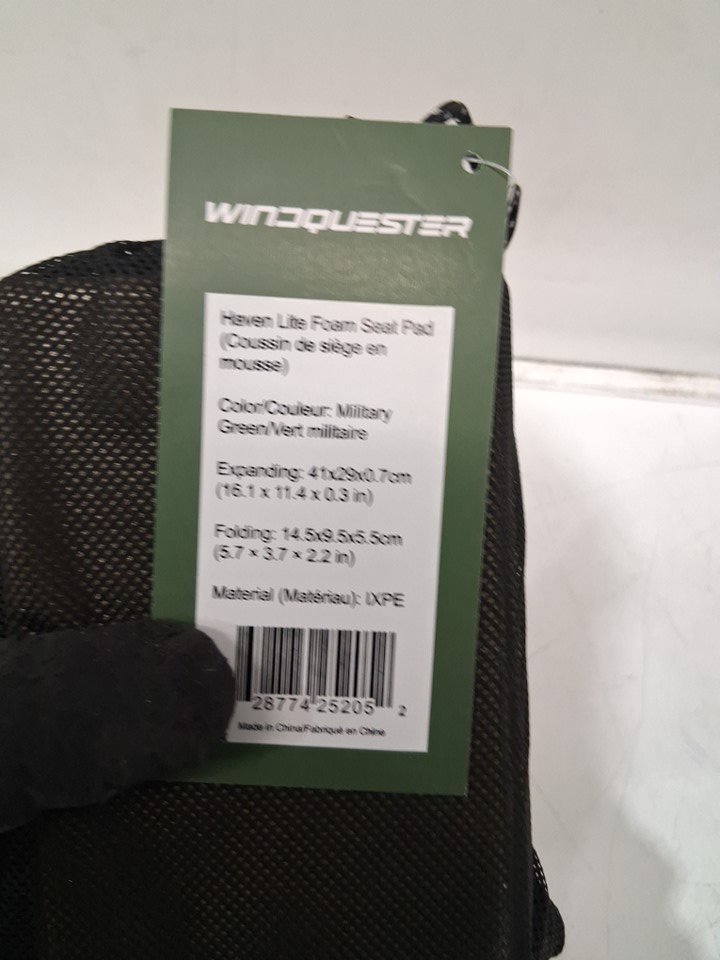 WINDQUESTER
Haven Lite Foam Seat Pad
(Coussin de siège en
mousse)
Color/Couleur: Military
Green/Vert militaire
Expanding: 41x29x0.7cm
(16.1 x 11.4 x 0.3 in)
Folding: 14.5x9.5x5.5cm
(5.7 × 3.7 × 2.2 in)
Material (Matériau): IXPE
28774 25205 2
Made in China/Fabriqué en Chine